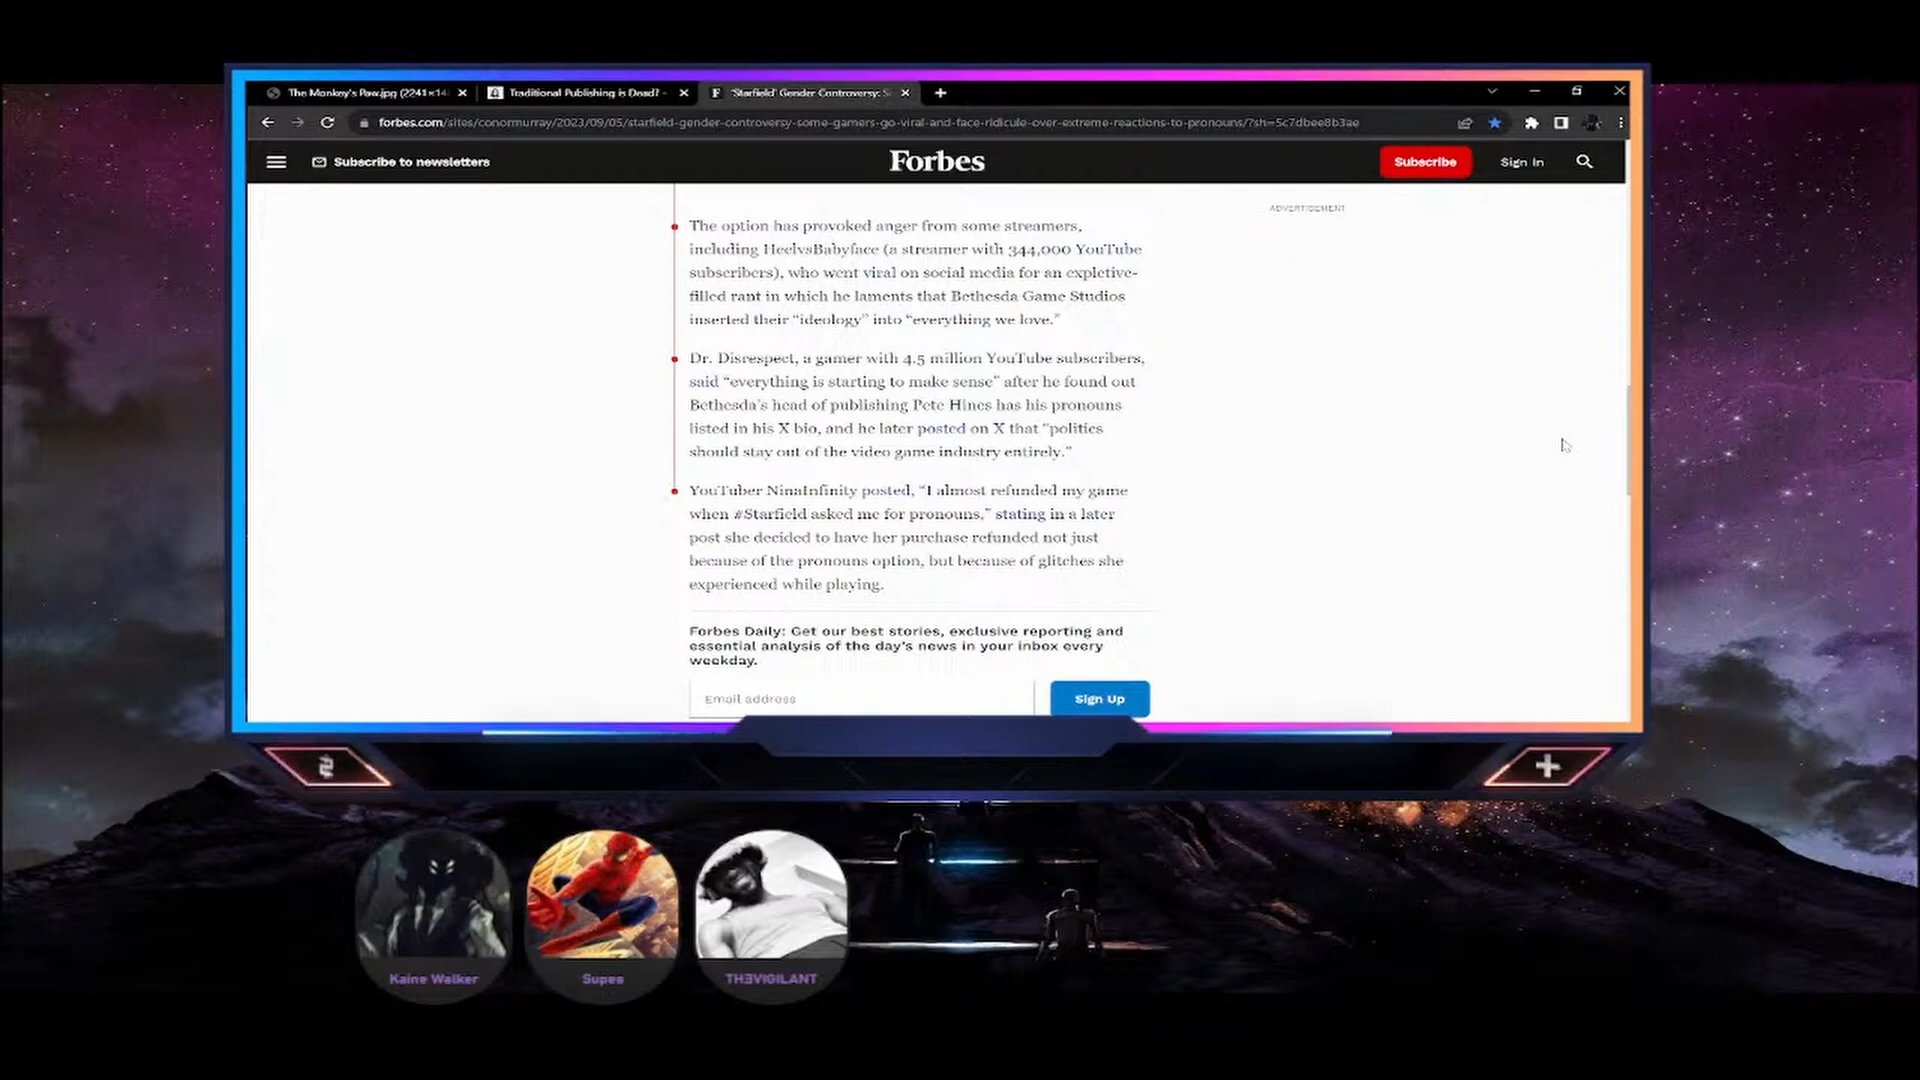 The Monkey's Paw.jpg (2241×14
Traditional Publishing is Dead? -
F 'Starfield' Gender Controversy: S
forbes.com/sites/conormurray/2023/09/05/starfield-gender-controversy-some-gamers-go-viral-and-face-ridicule-over-extreme-reactions-to-pronouns/?sh=5c7dbee8b3ae
Subscribe to newsletters
Forbes
Subscribe
Sign In
ADVERTISEMENT
The option has provoked anger from some streamers,
including HeelvsBabyface (a streamer with 344,000 YouTube
subscribers), who went viral on social media for an expletive-
filled rant in which he laments that Bethesda Game Studios
inserted their “ideology” into “everything we love.”
Dr. Disrespect, a gamer with 4.5 million YouTube subscribers,
said “everything is starting to make sense” after he found out
Bethesda’s head of publishing Pete Hines has his pronouns
listed in his X bio, and he later posted on X that “politics
should stay out of the video game industry entirely.”
YouTuber NinaInfinity posted, “I almost refunded my game
when #Starfield asked me for pronouns,” stating in a later
post she decided to have her purchase refunded not just
because of the pronouns option, but because of glitches she
experienced while playing.
Forbes Daily: Get our best stories, exclusive reporting and
essential analysis of the day's news in your inbox every
weekday.
Email address
Sign Up
Kaine Walker
Supes
THƎVIGILANT